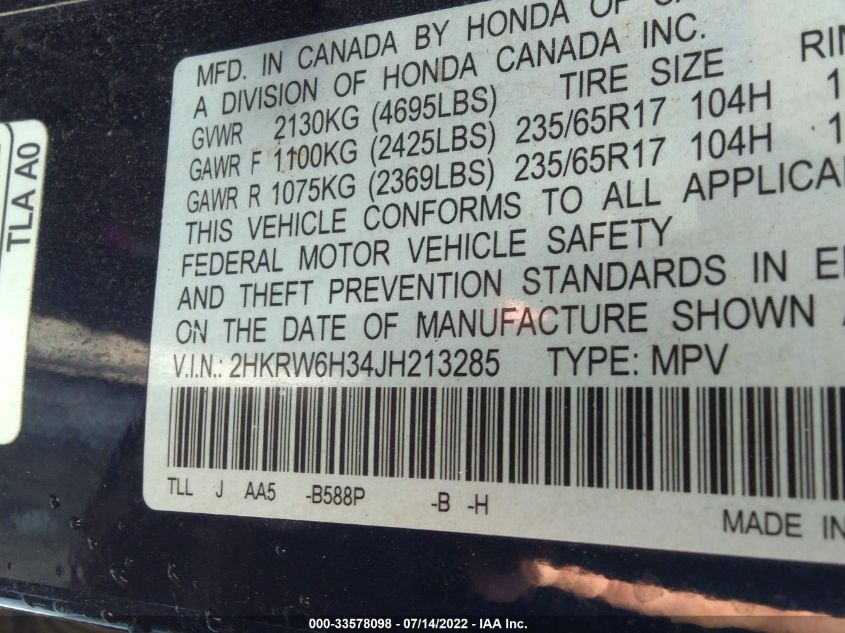 MFD. IN CANADA BY HONDA OF
A DIVISION OF HONDA CANADA INC.
GVWR 2130KG (4695LBS) TIRE SIZE
GAWR F 1100KG (2425LBS) 235/65R17 104H
GAWR R 1075KG (2369LBS) 235/65R17 104H
THIS VEHICLE CONFORMS TO ALL
FEDERAL MOTOR VEHICLE SAFETY
AND THEFT PREVENTION STANDARDS IN
ON THE DATE OF MANUFACTURE SHOWN
V.I.N.: 2HKRW6H34JH213285 TYPE: MPV
TLL J AA5 -B588P -B -H
MADE IN
TLA A0
000-33578098 - 07/14/2022 - IAA Inc.